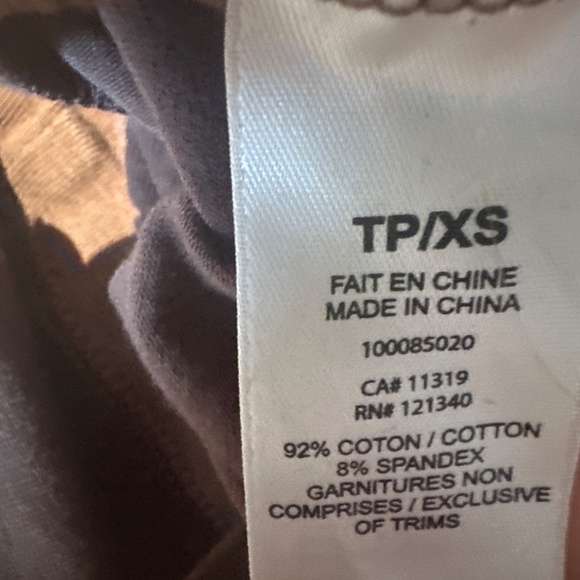 TP/XS
FAIT EN CHINE
MADE IN CHINA
100085020
CA# 11319
RN# 121340
92% COTON / COTTON
8% SPANDEX
GARNITURES NON
COMPRISES / EXCLUSIVE
OF TRIMS